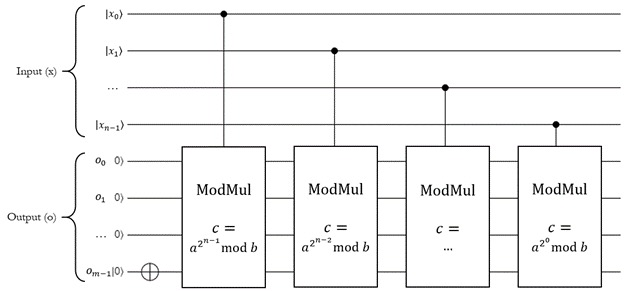 |x₀⟩
|x₁⟩
Input (x)
...
|xₙ₋₁⟩
o₀ 0⟩
ModMul ModMul ModMul ModMul
o₁ 0⟩
Output (o)
c = c = c = c =
... 0⟩
a^{2^{n-1}} mod b a^{2^{n-2}} mod b ... a^{2^0} mod b
oₘ₋₁|0⟩